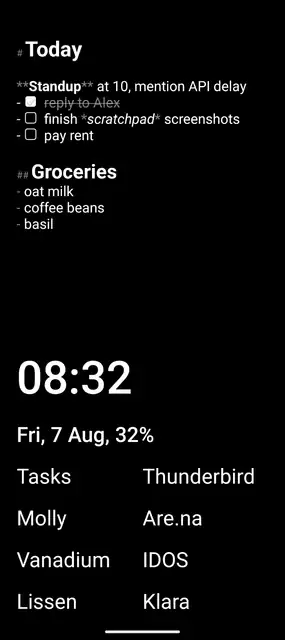 # Today
**Standup** at 10, mention API delay
- reply to Alex
- finish *scratchpad* screenshots
- pay rent
## Groceries
- oat milk
- coffee beans
- basil
08:32
Fri, 7 Aug, 32%
Tasks Thunderbird
Molly Are.na
Vanadium IDOS
Lissen Klara